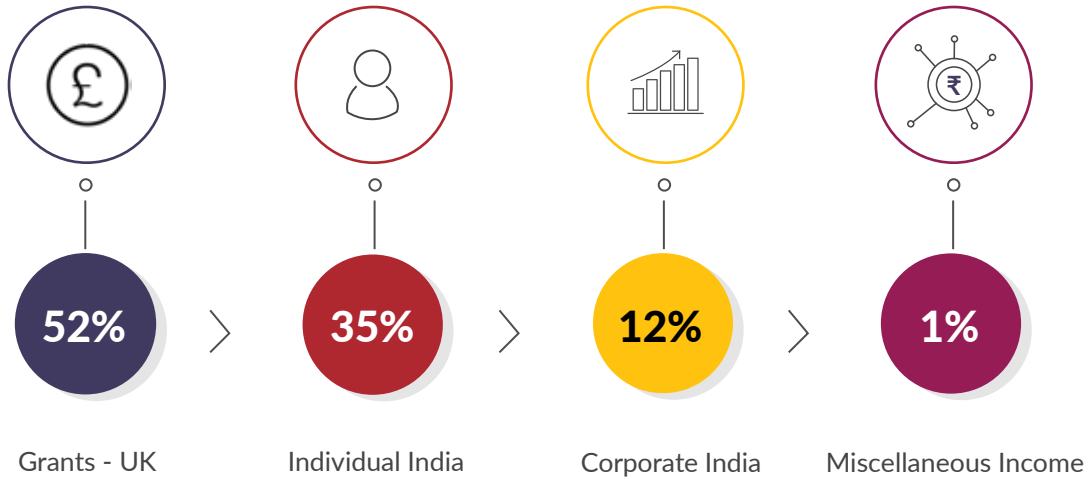 £
₹
52%
35%
12%
1%
Grants - UK
Individual India
Corporate India
Miscellaneous Income